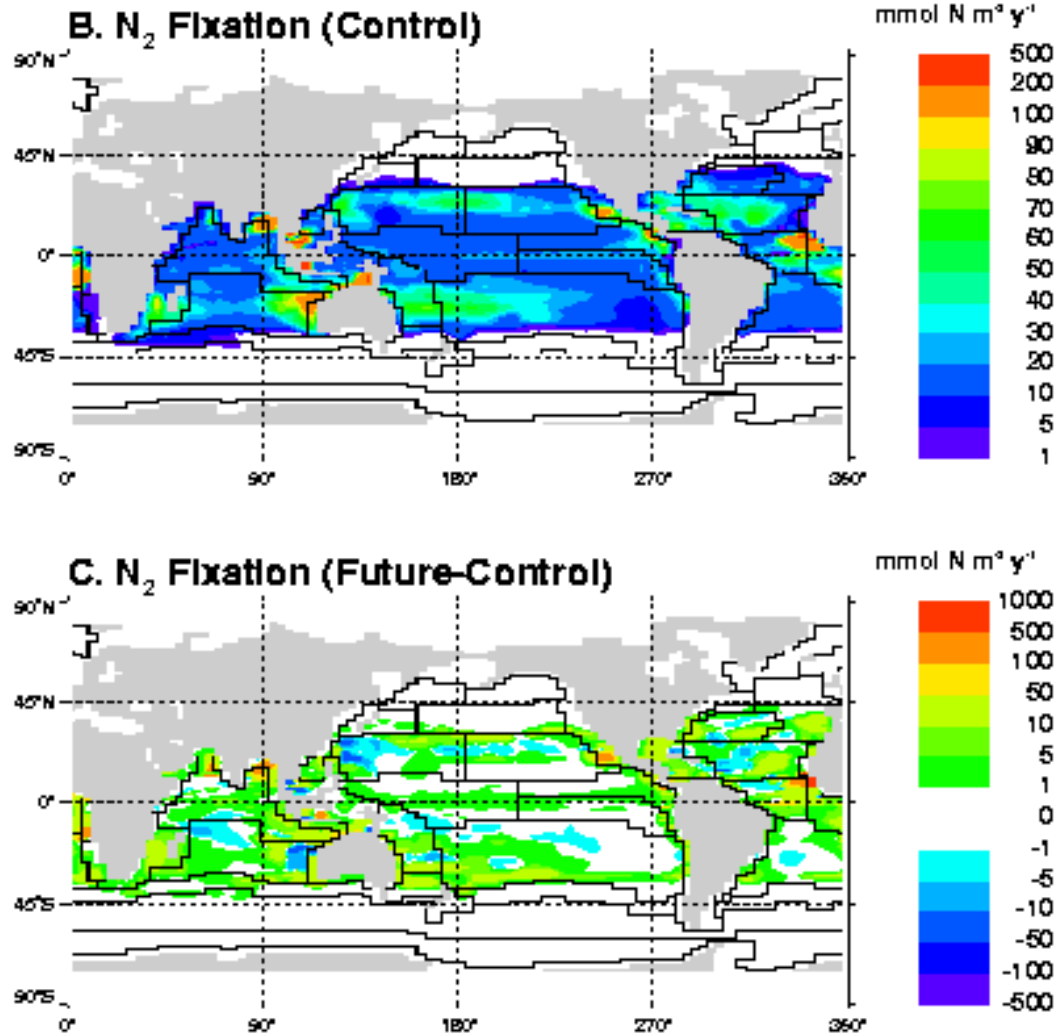 B. N₂ Fixation (Control)
mmol N m⁻² y⁻¹
90°N
45°N
0°
45°S
90°S
0° 90° 180° 270° 360°
500
200
100
90
80
70
60
50
40
30
20
10
5
1
C. N₂ Fixation (Future-Control)
mmol N m⁻² y⁻¹
90°N
45°N
0°
45°S
90°S
0° 90° 180° 270° 360°
1000
500
100
50
10
5
1
0
-1
-5
-10
-50
-100
-500